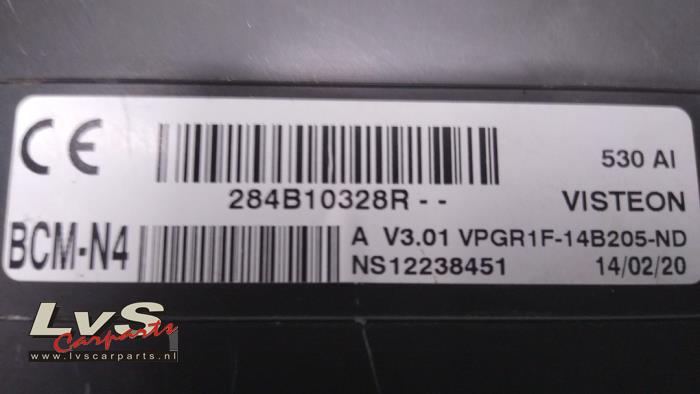 CE
530 AI
284B10328R - -
VISTEON
BCM-N4
A V3.01 VPGR1F-14B205-ND
NS12238451
14/02/20
LvS
Carparts
www.lvscarparts.nl